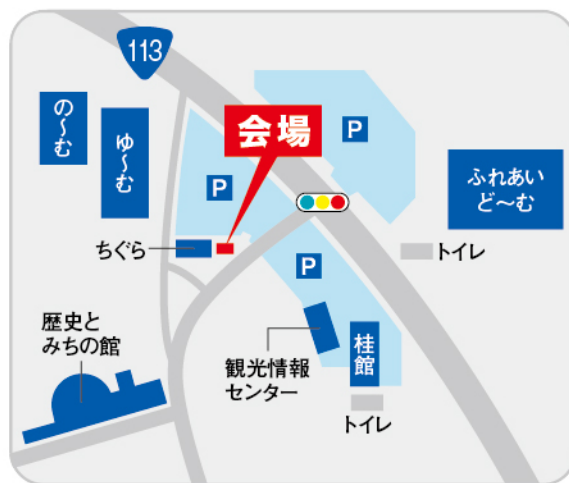 113
の〜む
ゆ〜む
会場
P
P
ふれあい
ど〜む
ちぐら
P
トイレ
歴史と
みちの館
観光情報
センター
桂館
トイレ